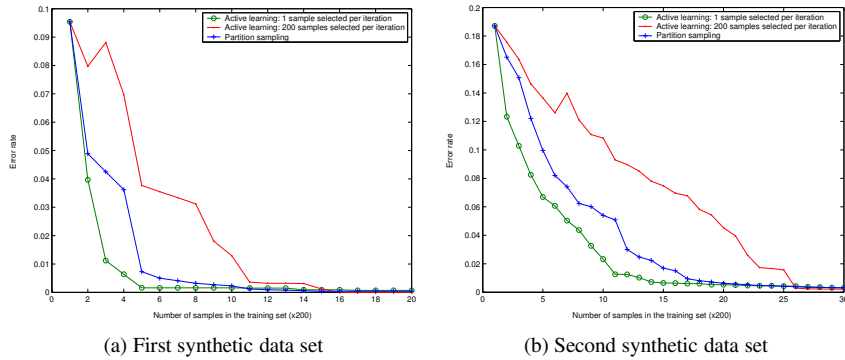 Active learning: 1 sample selected per iteration
Active learning: 200 samples selected per iteration
Partition sampling
0.1
0.09
0.08
0.07
0.06
0.05
0.04
0.03
0.02
0.01
0
Error rate
0 2 4 6 8 10 12 14 16 18 20
Number of samples in the training set (x200)
(a) First synthetic data set
Active learning: 1 sample selected per iteration
Active learning: 200 samples selected per iteration
Partition sampling
0.2
0.18
0.16
0.14
0.12
0.1
0.08
0.06
0.04
0.02
0
Error rate
0 5 10 15 20 25 30
Number of samples in the training set (x200)
(b) Second synthetic data set